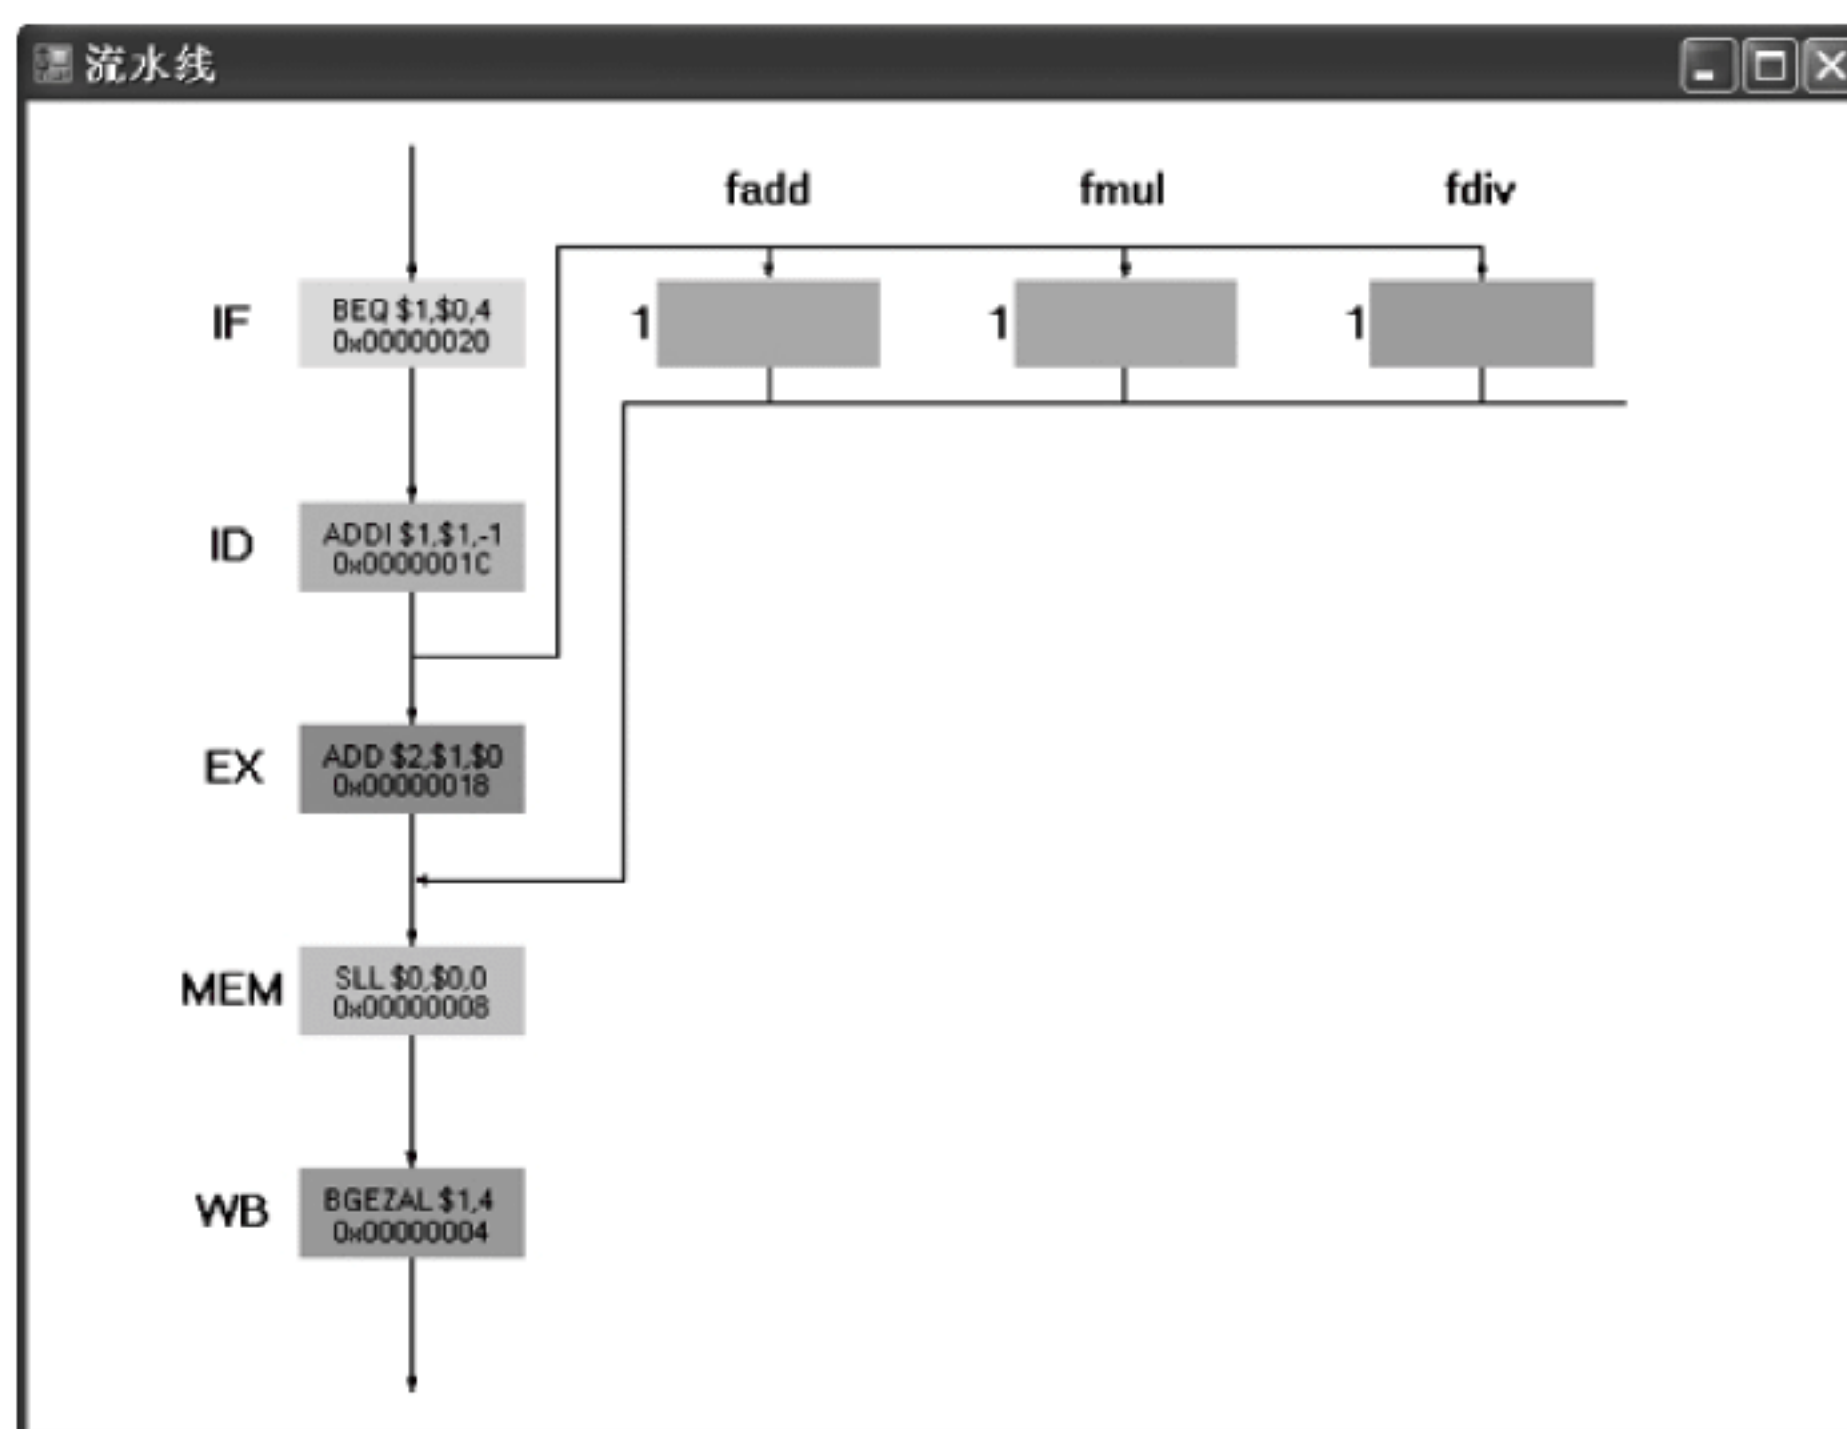 流水线
fadd fmul fdiv
IF
BEQ $1,$0,4
0x00000020
1 1 1
ID
ADDI $1,$1,-1
0x0000001C
EX
ADD $2,$1,$0
0x00000018
MEM
SLL $0,$0,0
0x00000008
WB
BGEZAL $1,4
0x00000004